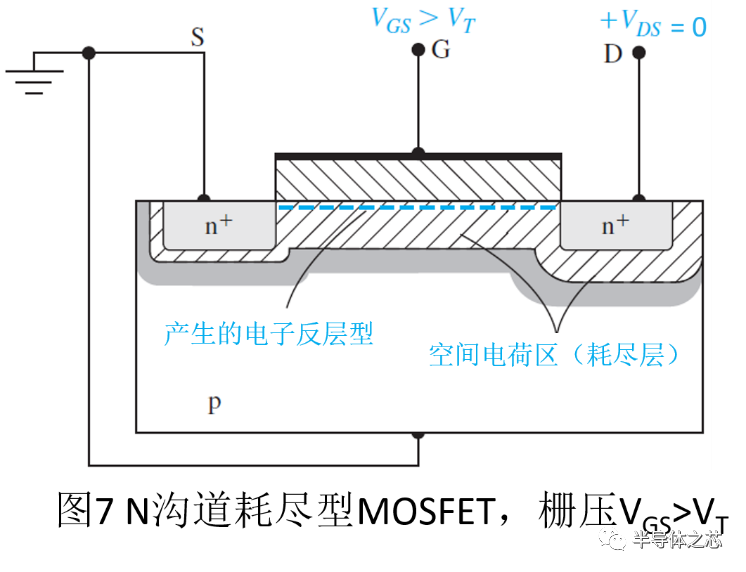 V_GS > V_T
+V_DS = 0
S
G
D
n+
n+
产生的电子反层型
空间电荷区（耗尽层）
p
图7 N沟道耗尽型MOSFET，栅压V_GS>V_T
半导体之芯